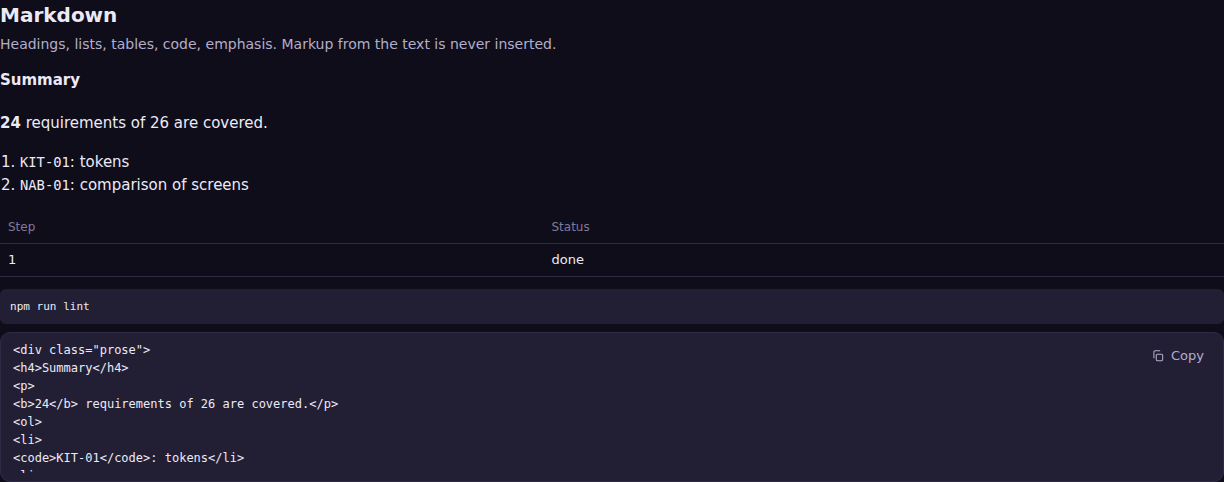 Markdown
Headings, lists, tables, code, emphasis. Markup from the text is never inserted.
Summary
24 requirements of 26 are covered.
1. KIT-01: tokens
2. NAB-01: comparison of screens
Step Status
1 done
npm run lint
<div class="prose">
Copy
<h4>Summary</h4>
<p>
<b>24</b> requirements of 26 are covered.</p>
<ol>
<li>
<code>KIT-01</code>: tokens</li>